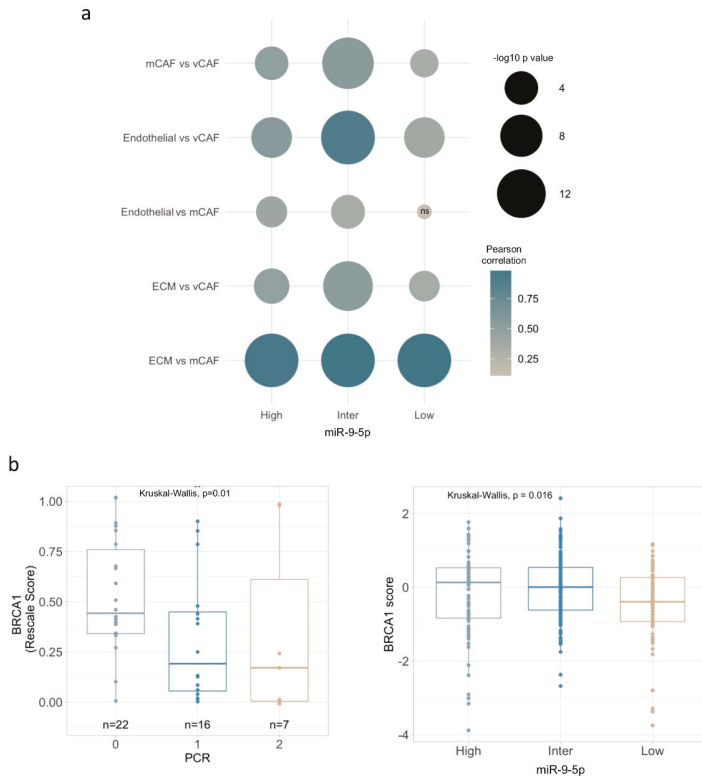 a
mCAF vs vCAF
Endothelial vs vCAF
Endothelial vs mCAF
ECM vs vCAF
ECM vs mCAF
ns
High
Inter
Low
miR-9-5p
-log10 p value
4
8
12
Pearson
correlation
0.75
0.50
0.25
b
Kruskal-Wallis, p=0.01
1.00
0.75
0.50
0.25
0.00
BRCA1
(Rescale Score)
n=22
n=16
n=7
0
1
2
PCR
Kruskal-Wallis, p = 0.016
2
0
-2
-4
BRCA1 score
High
Inter
Low
miR-9-5p